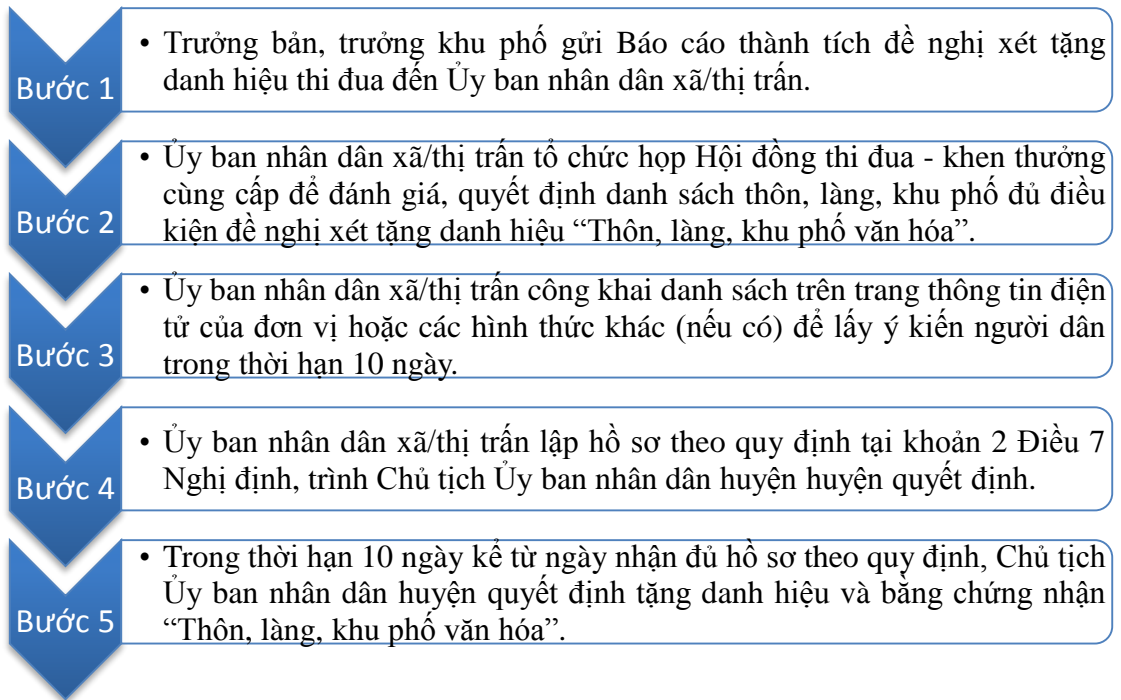 Bước 1
• Trưởng bản, trưởng khu phố gửi Báo cáo thành tích đề nghị xét tặng
danh hiệu thi đua đến Ủy ban nhân dân xã/thị trấn.
Bước 2
• Ủy ban nhân dân xã/thị trấn tổ chức họp Hội đồng thi đua - khen thưởng
cùng cấp để đánh giá, quyết định danh sách thôn, làng, khu phố đủ điều
kiện đề nghị xét tặng danh hiệu “Thôn, làng, khu phố văn hóa”.
Bước 3
• Ủy ban nhân dân xã/thị trấn công khai danh sách trên trang thông tin điện
tử của đơn vị hoặc các hình thức khác (nếu có) để lấy ý kiến người dân
trong thời hạn 10 ngày.
Bước 4
• Ủy ban nhân dân xã/thị trấn lập hồ sơ theo quy định tại khoản 2 Điều 7
Nghị định, trình Chủ tịch Ủy ban nhân dân huyện huyện quyết định.
Bước 5
• Trong thời hạn 10 ngày kể từ ngày nhận đủ hồ sơ theo quy định, Chủ tịch
Ủy ban nhân dân huyện quyết định tặng danh hiệu và bằng chứng nhận
“Thôn, làng, khu phố văn hóa”.